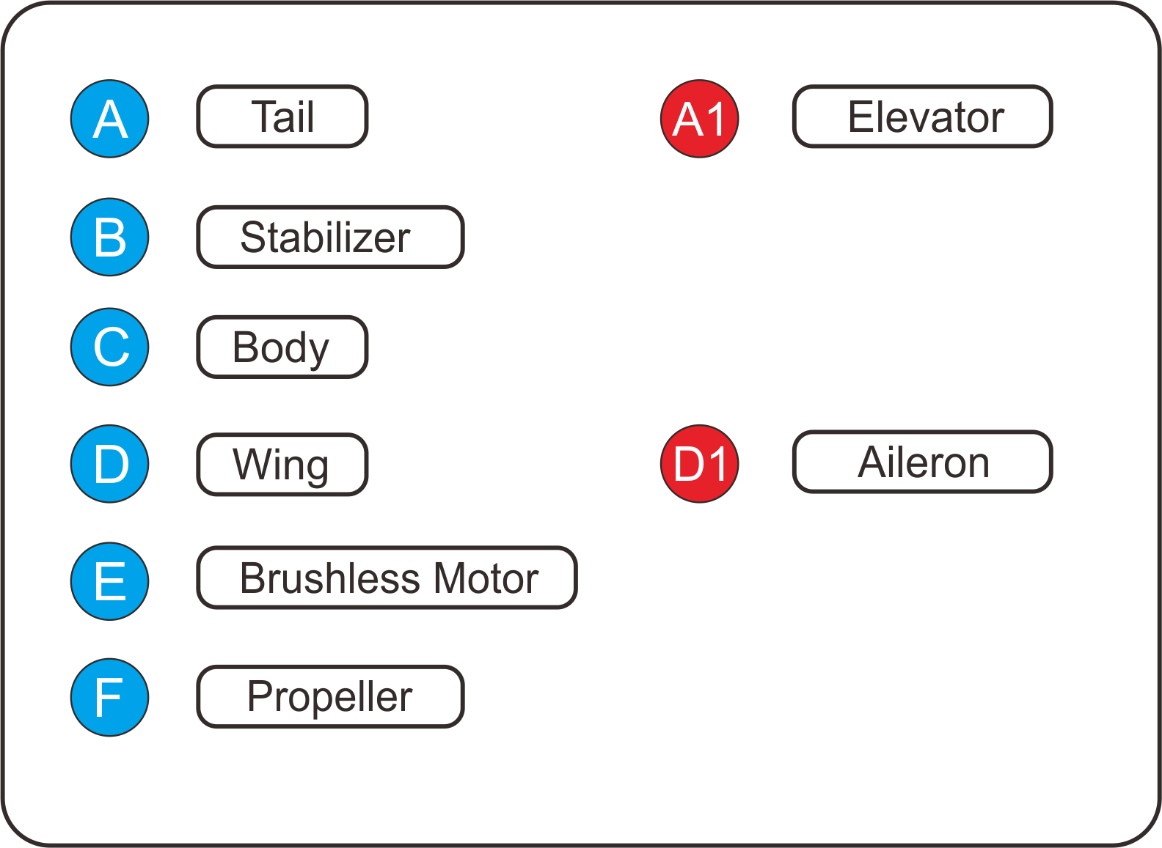 A Tail A1 Elevator
B Stabilizer
C Body
D Wing D1 Aileron
E Brushless Motor
F Propeller